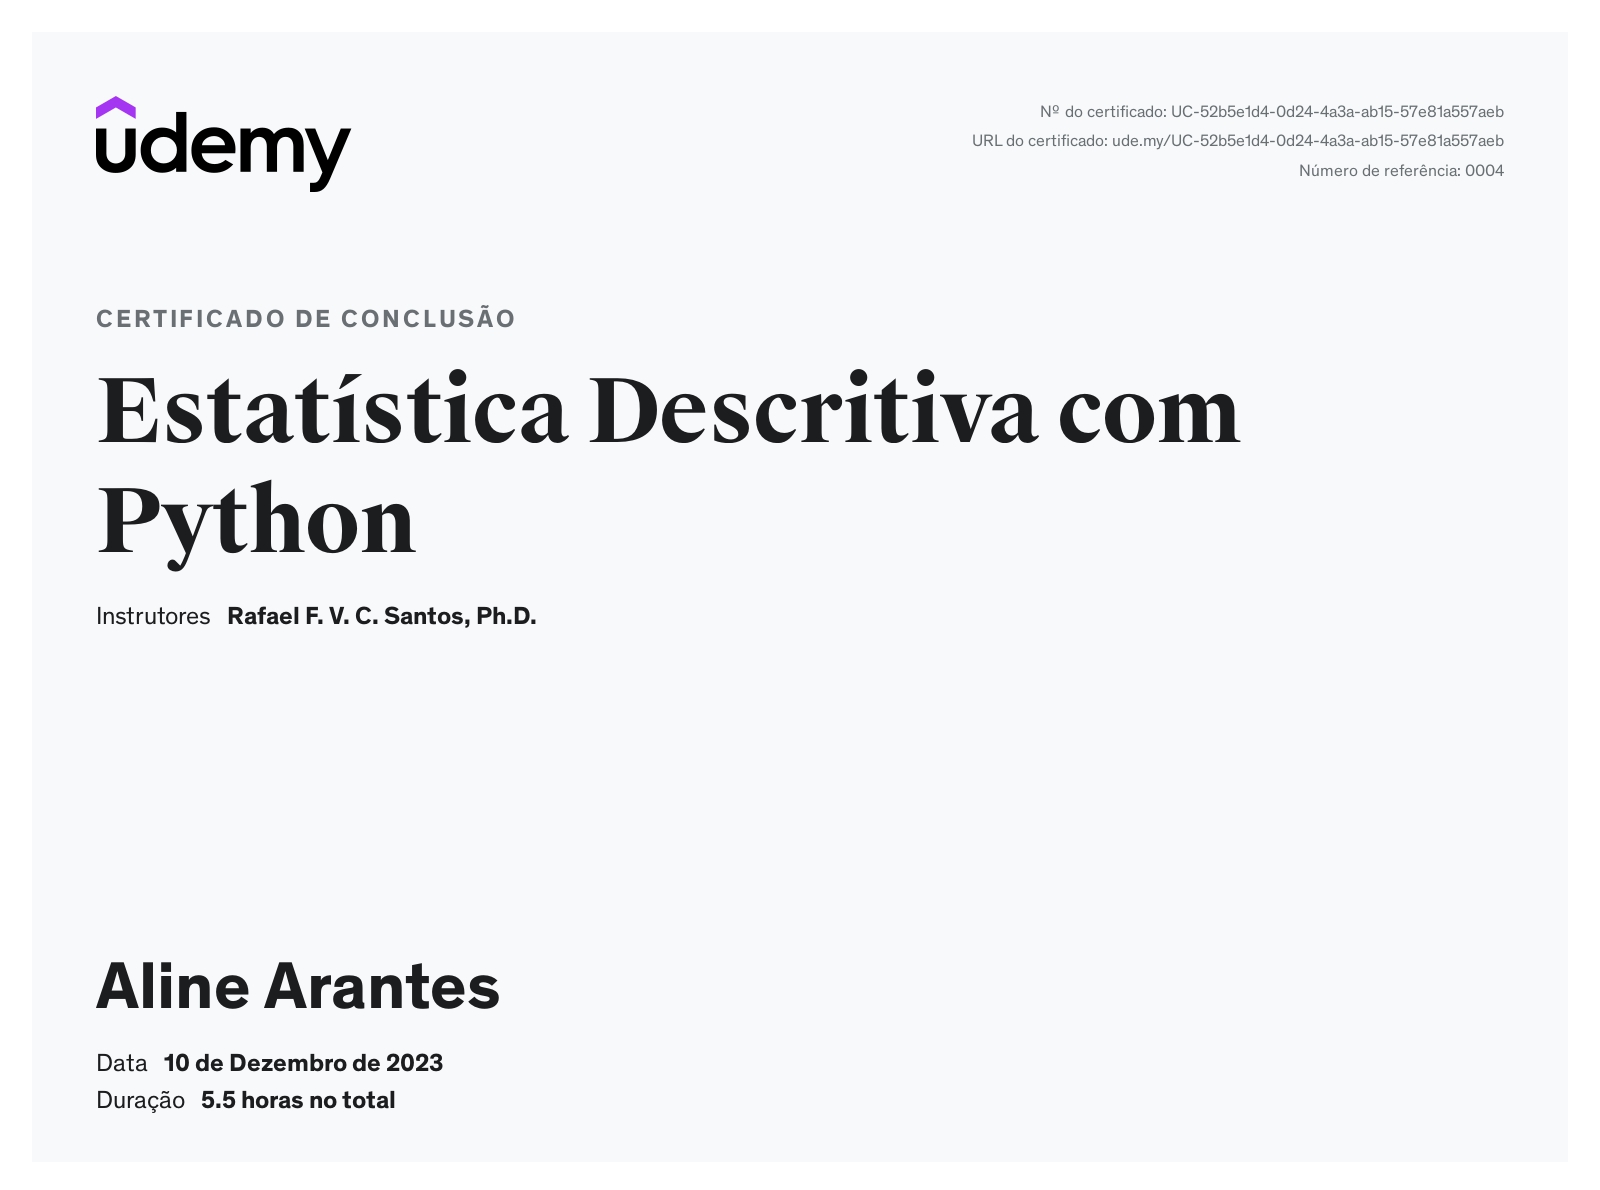 udemy
Nº do certificado: UC-52b5e1d4-0d24-4a3a-ab15-57e81a557aeb
URL do certificado: ude.my/UC-52b5e1d4-0d24-4a3a-ab15-57e81a557aeb
Número de referência: 0004
CERTIFICADO DE CONCLUSÃO
Estatística Descritiva com
Python
Instrutores Rafael F. V. C. Santos, Ph.D.
Aline Arantes
Data 10 de Dezembro de 2023
Duração 5.5 horas no total